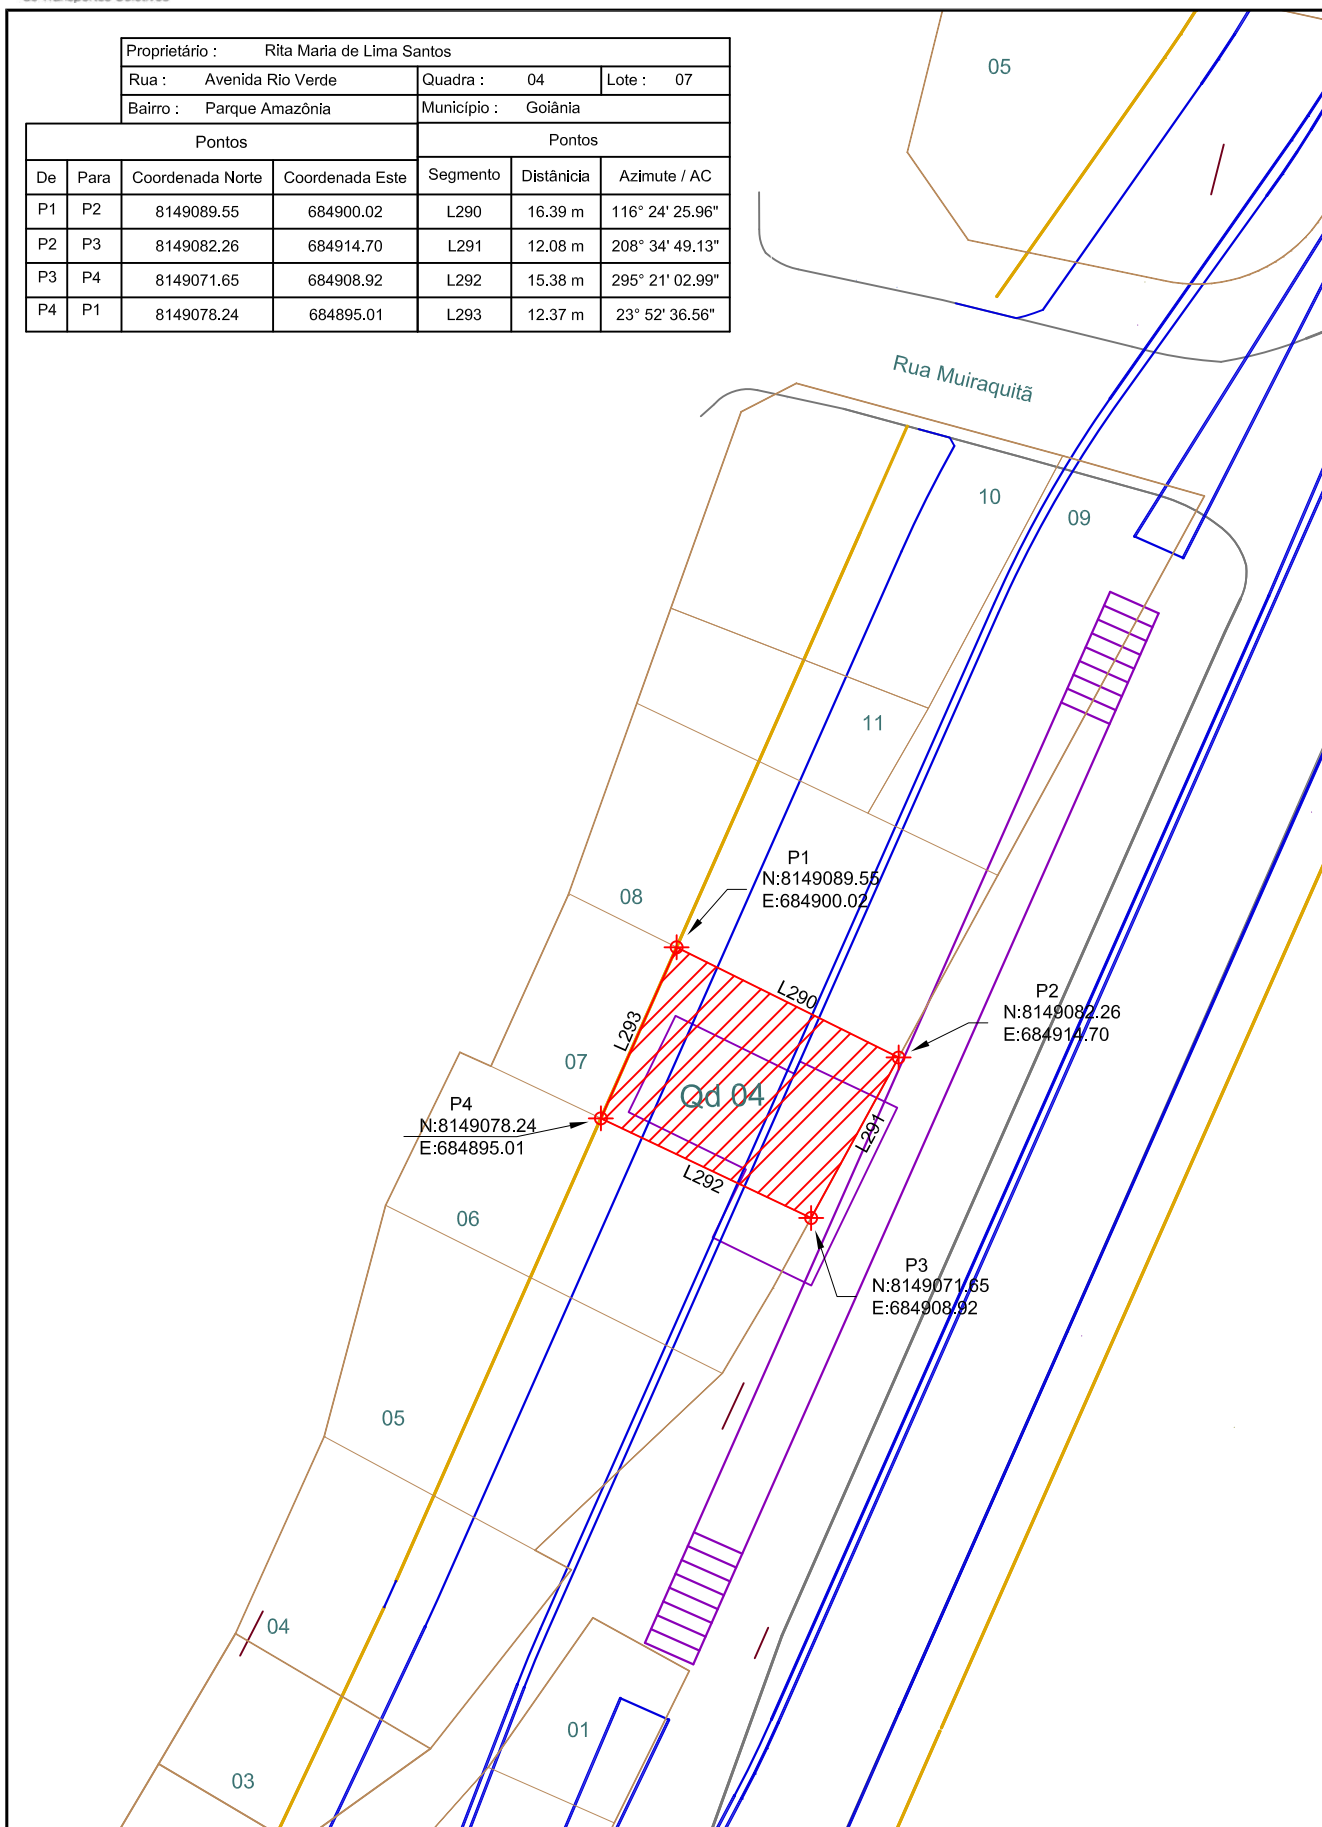 Proprietário : Rita Maria de Lima Santos
Rua : Avenida Rio Verde Quadra : 04 Lote : 07
Bairro : Parque Amazônia Município : Goiânia
Pontos Pontos
De Para Coordenada Norte Coordenada Este Segmento Distânicia Azimute / AC
P1 P2 8149089.55 684900.02 L290 16.39 m 116° 24' 25.96"
P2 P3 8149082.26 684914.70 L291 12.08 m 208° 34' 49.13"
P3 P4 8149071.65 684908.92 L292 15.38 m 295° 21' 02.99"
P4 P1 8149078.24 684895.01 L293 12.37 m 23° 52' 36.56"
05
Rua Muiraquitã
10
09
11
P1
N:8149089.55
E:684900.02
08
L290
P2
N:8149082.26
E:684914.70
L293
07
Qd 04
P4
N:8149078.24
E:684895.01
L291
L292
06
P3
N:8149071.65
E:684908.92
05
04
01
03